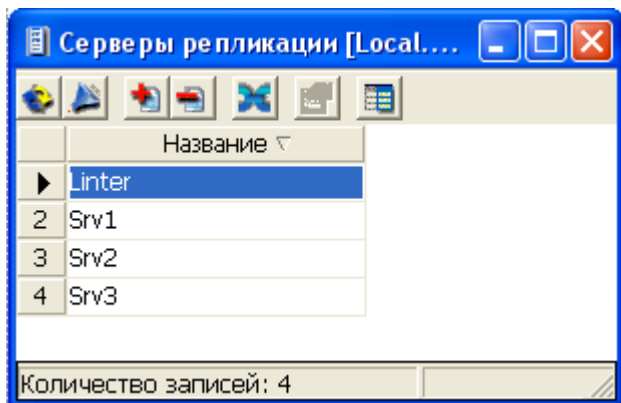 Серверы репликации [Local....
Название
Linter
2 Srv1
3 Srv2
4 Srv3
Количество записей: 4